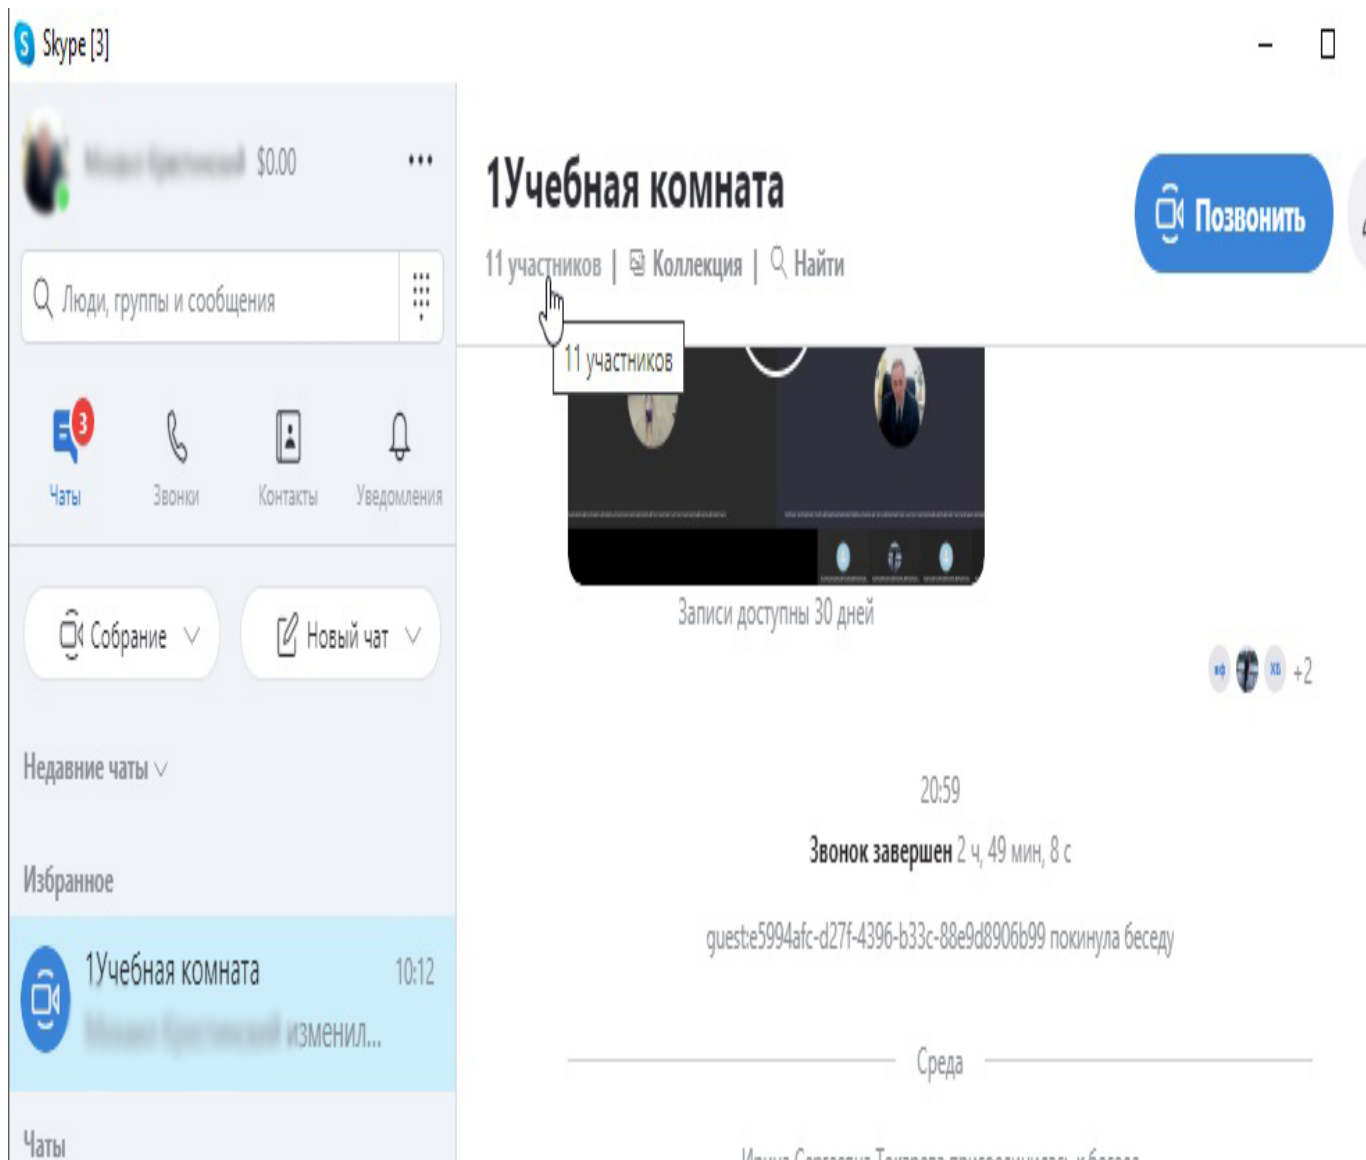 Skype [3]
$0.00
1Учебная комната
Позвонить
11 участников | Коллекция | Найти
Люди, группы и сообщения
11 участников
3
Чаты
Звонки
Контакты
Уведомления
Записи доступны 30 дней
Собрание
Новый чат
+2
Недавние чаты
20:59
Звонок завершен 2 ч, 49 мин, 8 с
Избранное
guest:e5994afc-d27f-4396-b33c-88e9d8906b99 покинула беседу
1Учебная комната 10:12
изменил...
Среда
Чаты